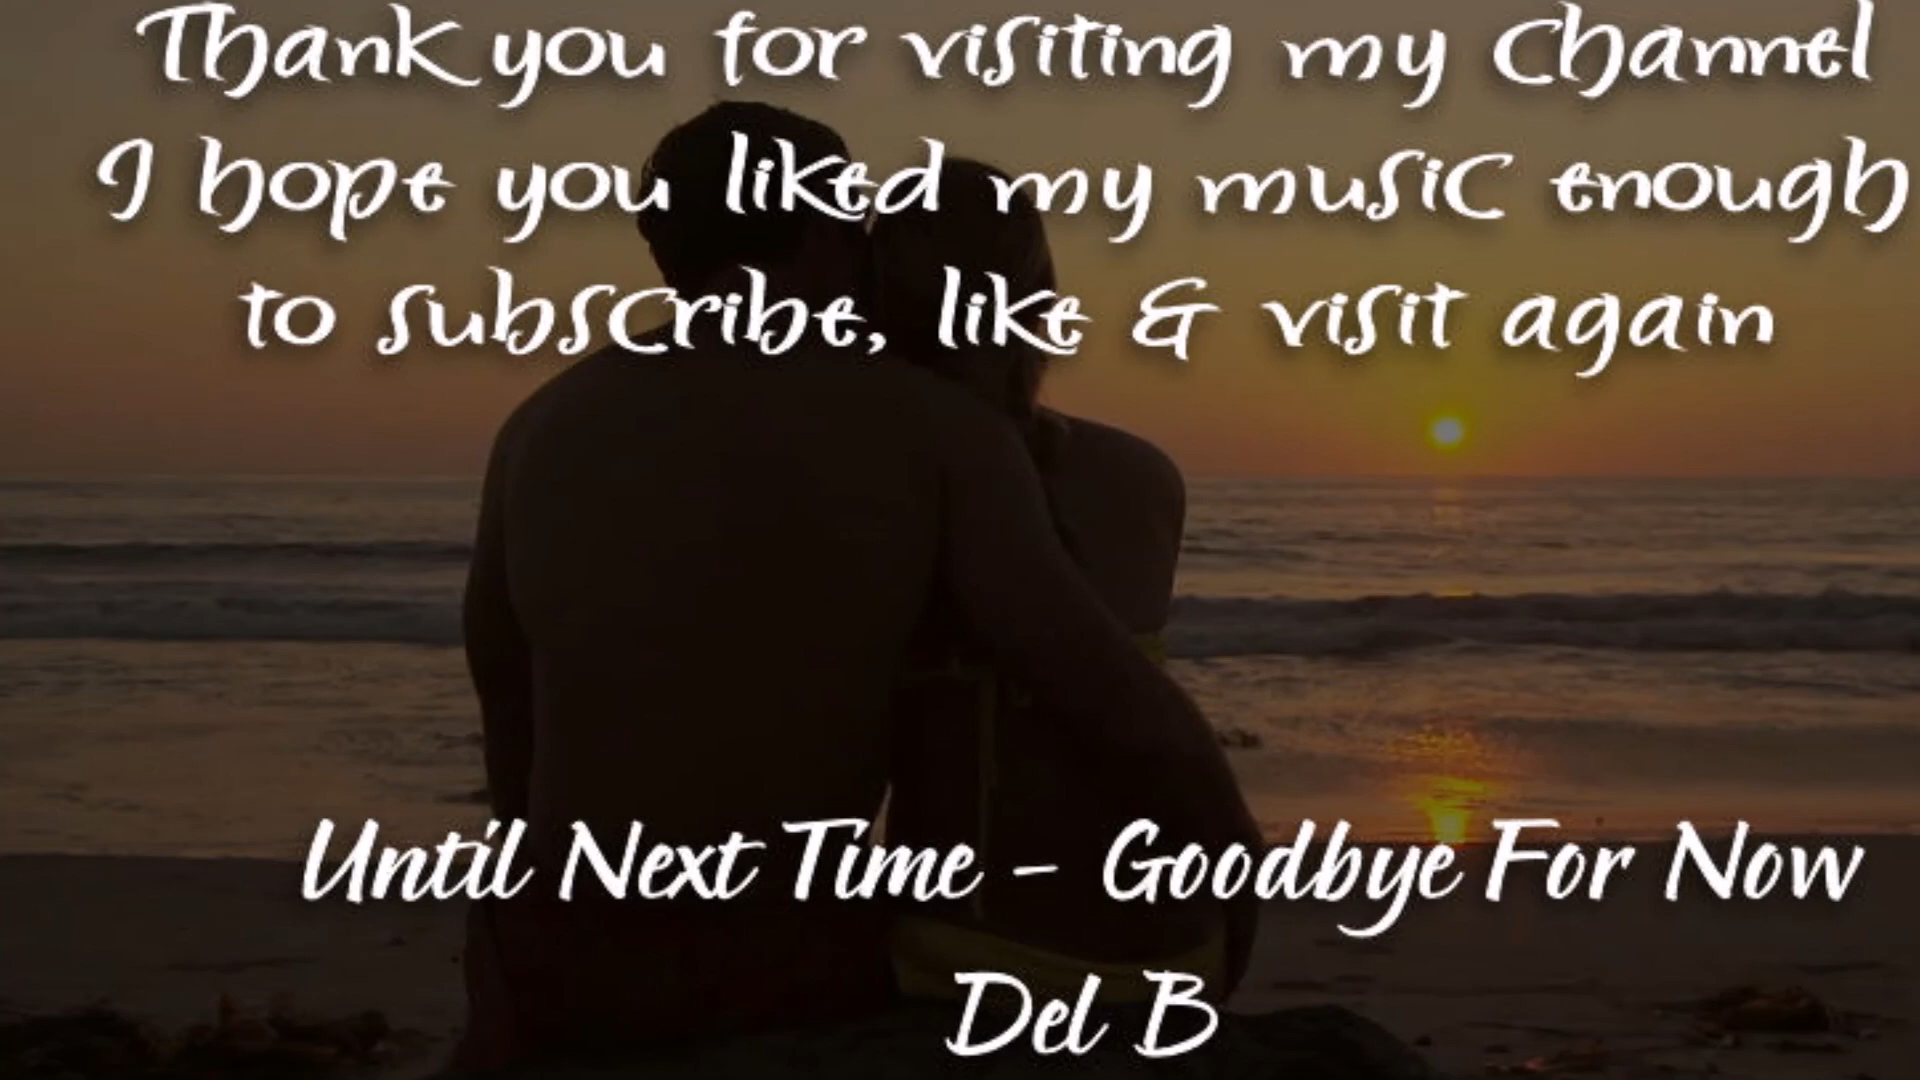 Thank you for visiting my channel
I hope you liked my music enough
to subscribe, like & visit again
Until Next Time - Goodbye For Now
Del B